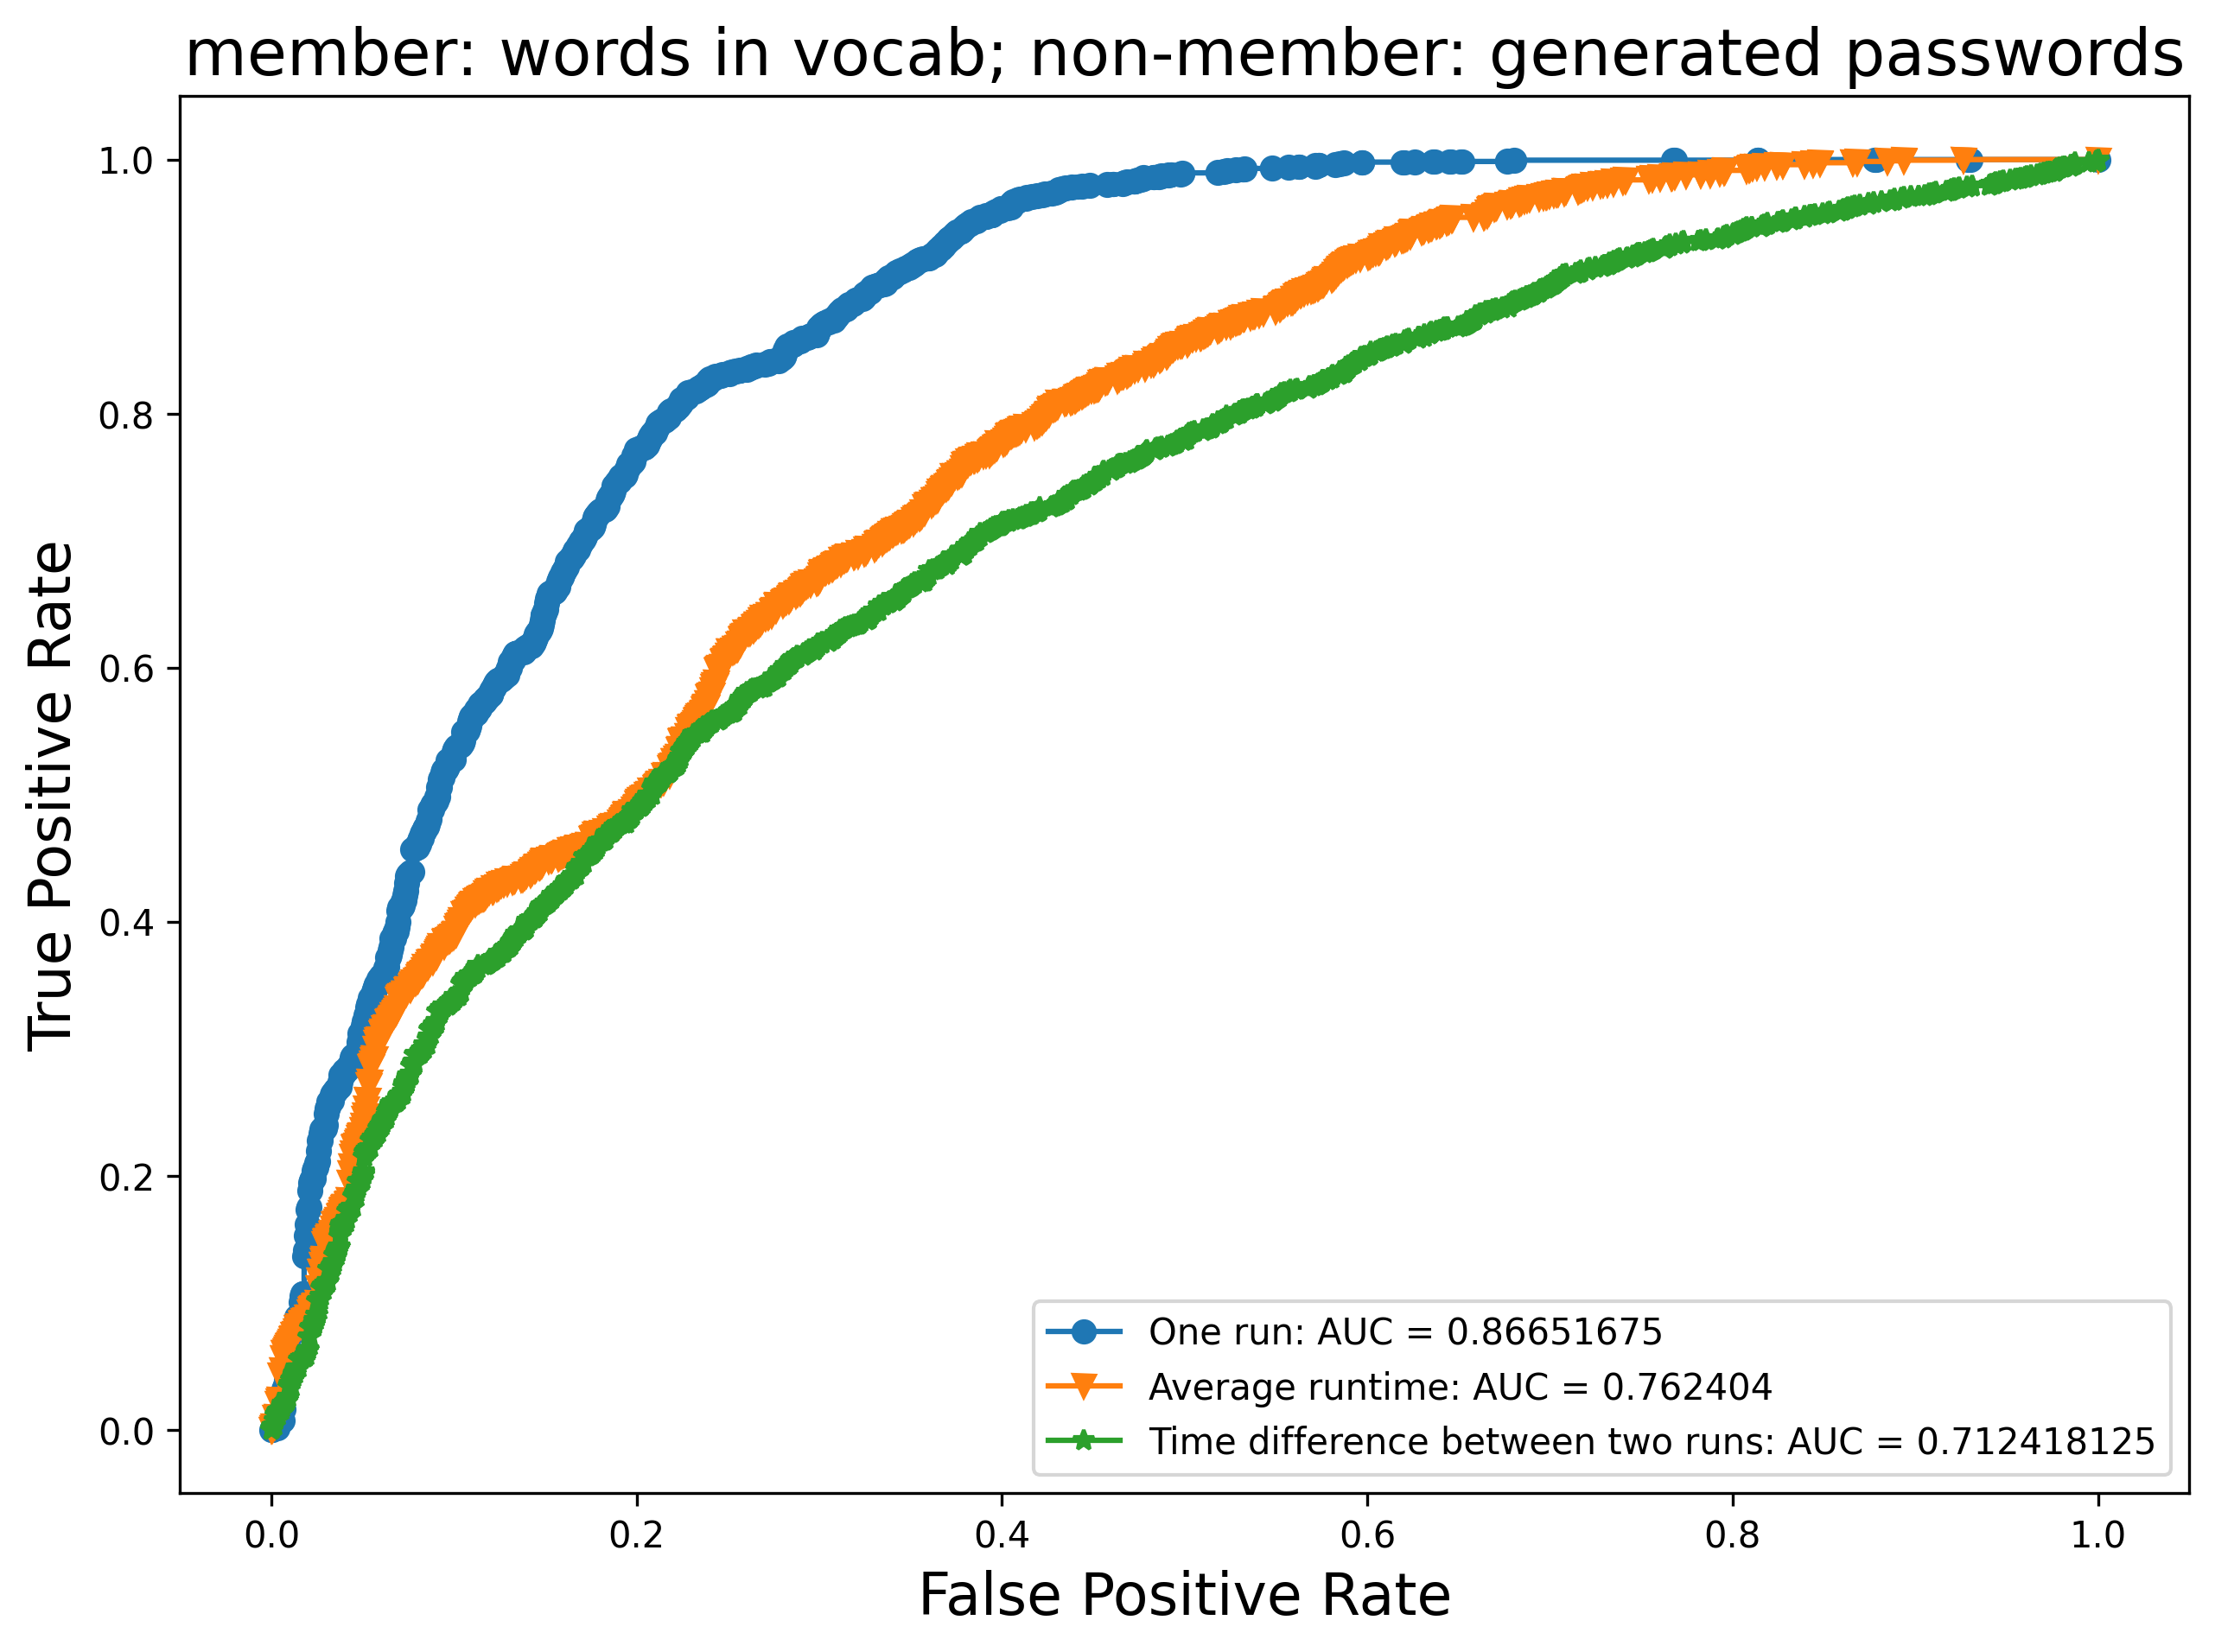 member: words in vocab; non-member: generated passwords
True Positive Rate
1.0
0.8
0.6
0.4
0.2
0.0
One run: AUC = 0.86651675
Average runtime: AUC = 0.762404
Time difference between two runs: AUC = 0.712418125
0.0 0.2 0.4 0.6 0.8 1.0
False Positive Rate